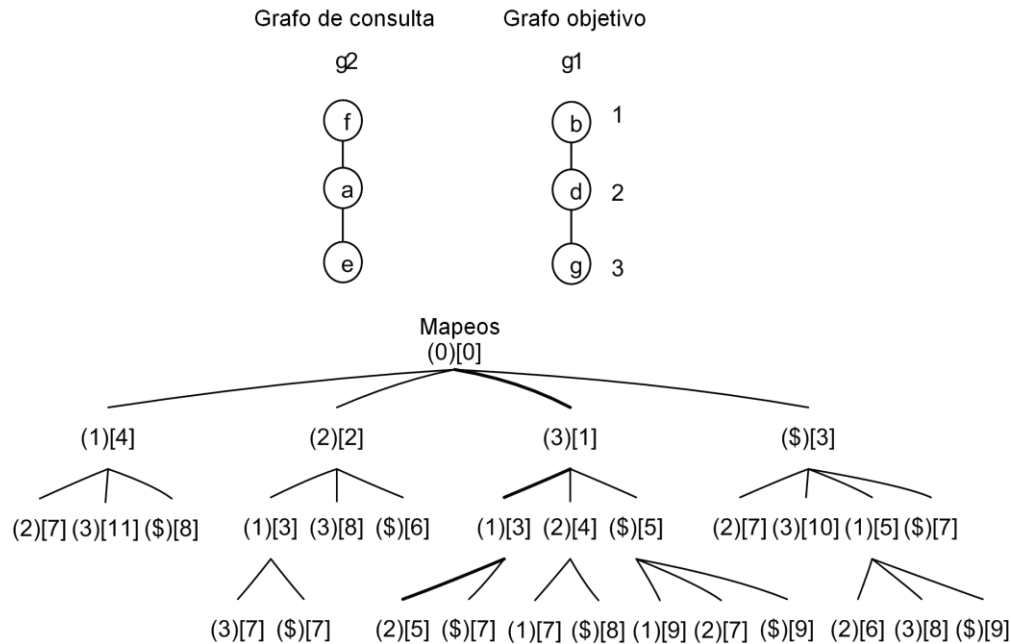 Grafo de consulta Grafo objetivo
g2 g1
f b 1
a d 2
e g 3
Mapeos
(0)[0]
(1)[4] (2)[2] (3)[1] ($)[3]
(2)[7] (3)[11] ($)[8] (1)[3] (3)[8] ($)[6] (1)[3] (2)[4] ($)[5] (2)[7] (3)[10] (1)[5] ($)[7]
(3)[7] ($)[7] (2)[5] ($)[7] (1)[7] ($)[8] (1)[9] (2)[7] ($)[9] (2)[6] (3)[8] ($)[9]